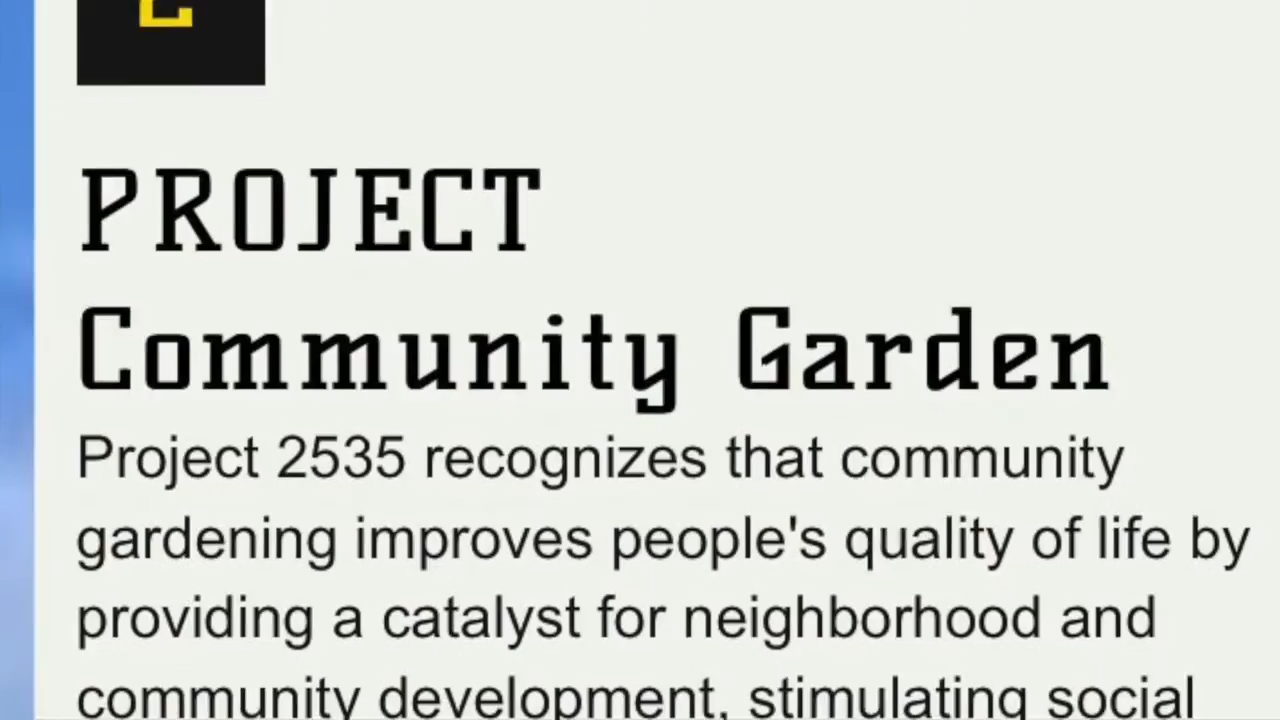 PROJECT
Community Garden
Project 2535 recognizes that community
gardening improves people's quality of life by
providing a catalyst for neighborhood and
community development, stimulating social